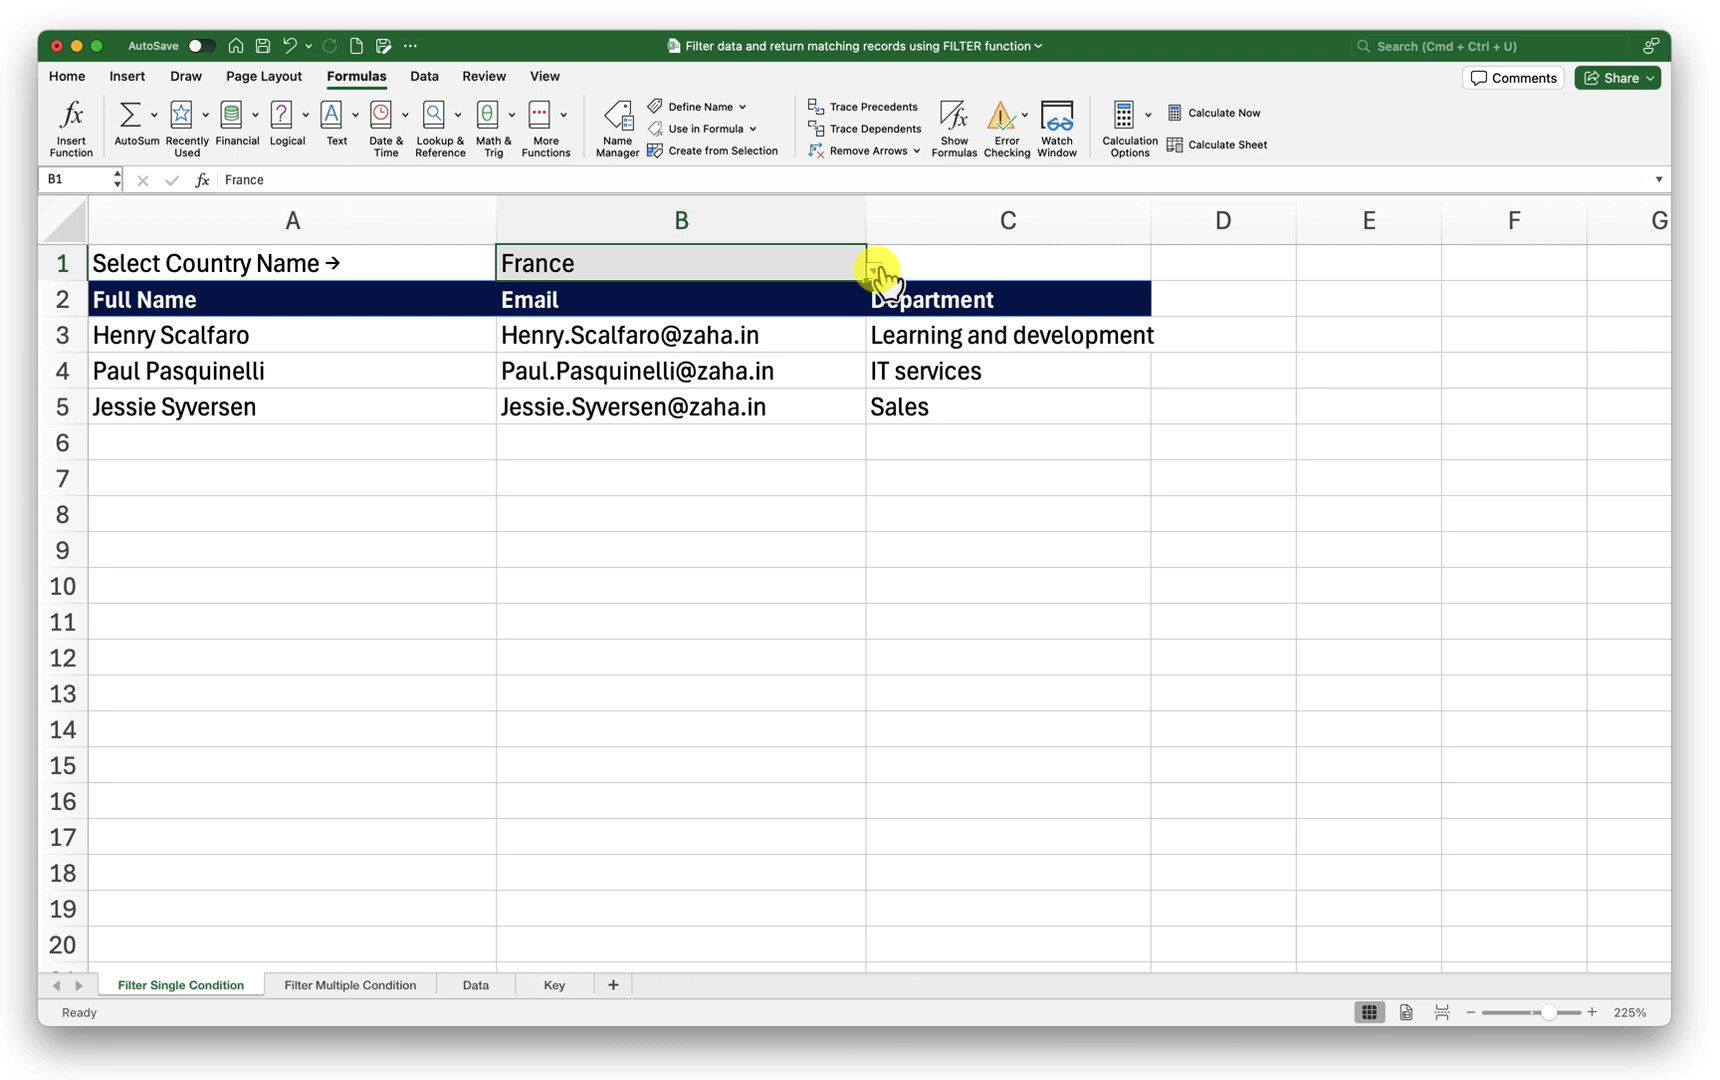 AutoSave
Filter data and return matching records using FILTER function
Search (Cmd + Ctrl + U)
Home Insert Draw Page Layout Formulas Data Review View
Comments Share
Insert Function
AutoSum
Recently Used
Financial
Logical
Text
Date & Time
Lookup & Reference
Math & Trig
More Functions
Name Manager
Define Name
Use in Formula
Create from Selection
Trace Precedents
Trace Dependents
Remove Arrows
Show Formulas
Error Checking
Watch Window
Calculation Options
Calculate Now
Calculate Sheet
B1 fx France
A B C D E F G
1 Select Country Name → France
2 Full Name Email Department
3 Henry Scalfaro Henry.Scalfaro@zaha.in Learning and development
4 Paul Pasquinelli Paul.Pasquinelli@zaha.in IT services
5 Jessie Syversen Jessie.Syversen@zaha.in Sales
6
7
8
9
10
11
12
13
14
15
16
17
18
19
20
Filter Single Condition Filter Multiple Condition Data Key +
Ready
225%